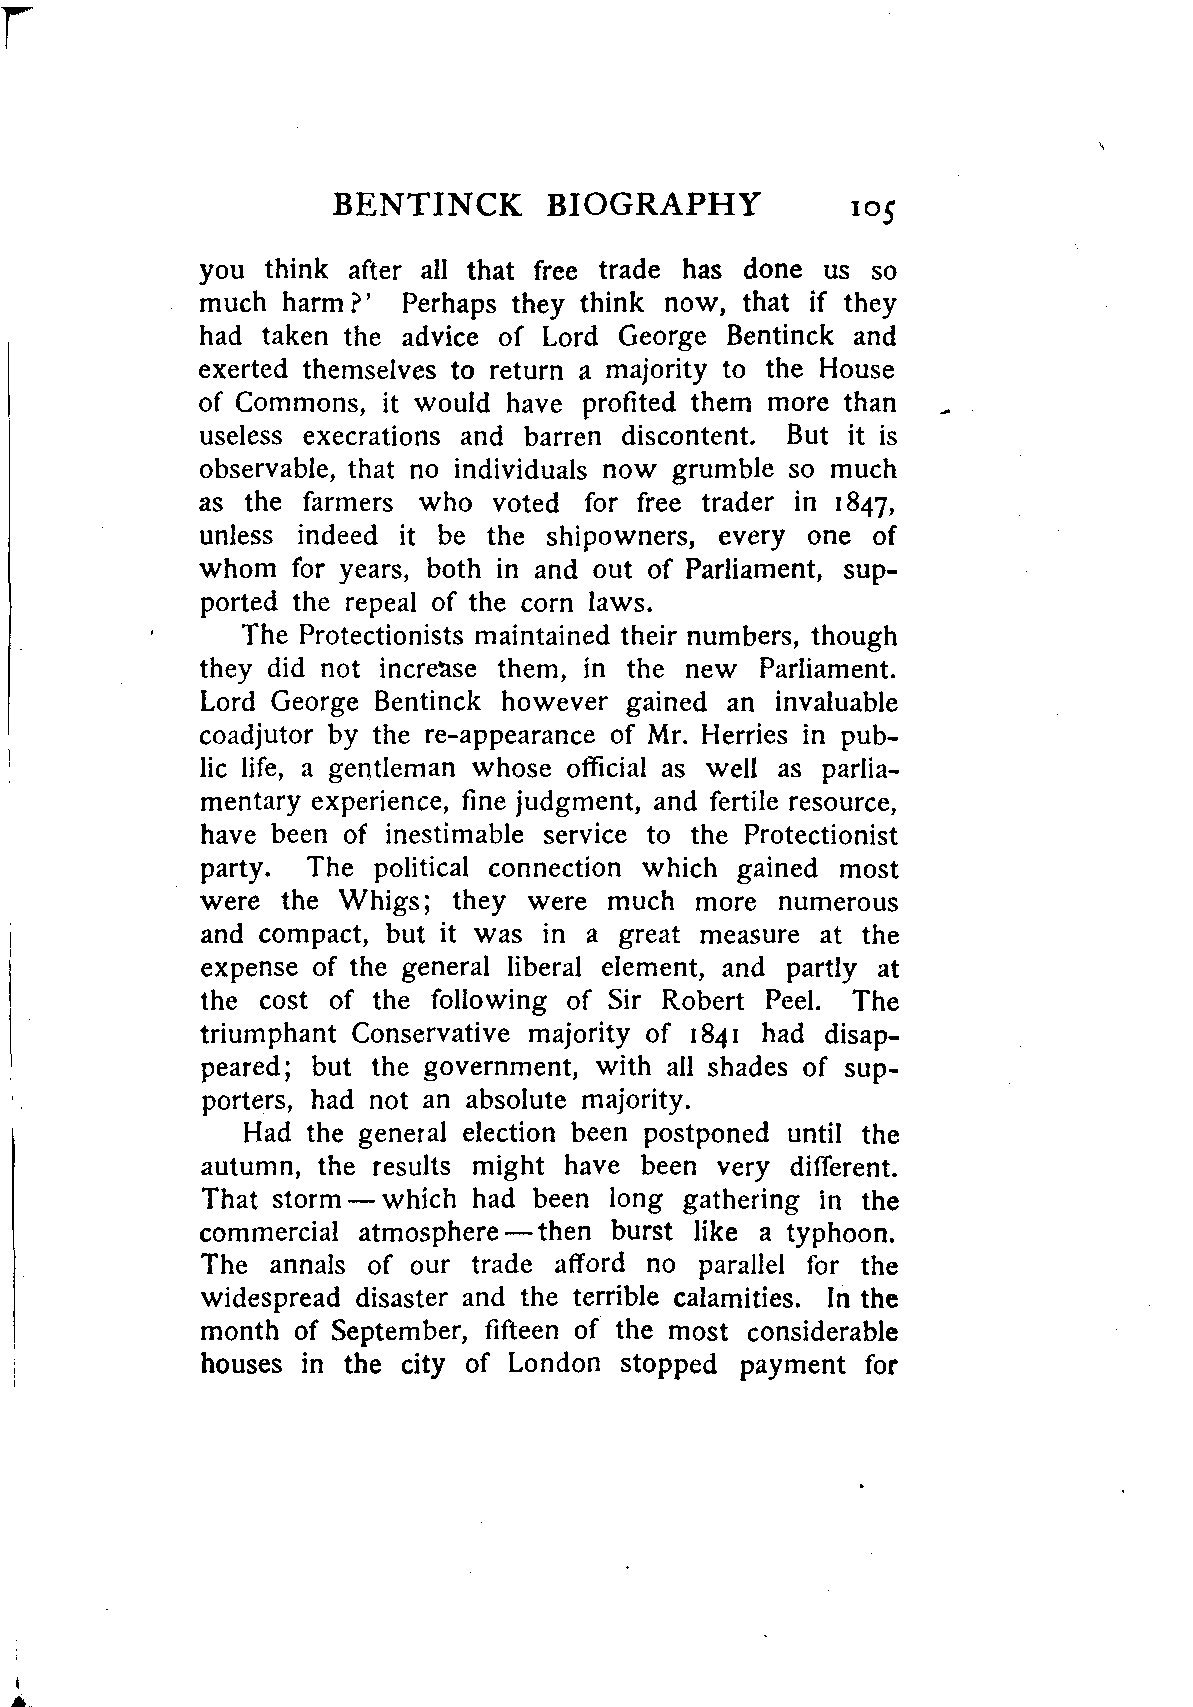 BENTINCK BIOGRAPHY 105
you think after all that free trade has done us so
much harm?' Perhaps they think now, that if they
had taken the advice of Lord George Bentinck and
exerted themselves to return a majority to the House
of Commons, it would have profited them more than
useless execrations and barren discontent. But it is
observable, that no individuals now grumble so much
as the farmers who voted for free trader in 1847,
unless indeed it be the shipowners, every one of
whom for years, both in and out of Parliament, sup-
ported the repeal of the corn laws.
The Protectionists maintained their numbers, though
they did not increase them, in the new Parliament.
Lord George Bentinck however gained an invaluable
coadjutor by the re-appearance of Mr. Herries in pub-
lic life, a gentleman whose official as well as parlia-
mentary experience, fine judgment, and fertile resource,
have been of inestimable service to the Protectionist
party. The political connection which gained most
were the Whigs; they were much more numerous
and compact, but it was in a great measure at the
expense of the general liberal element, and partly at
the cost of the following of Sir Robert Peel. The
triumphant Conservative majority of 1841 had disap-
peared; but the government, with all shades of sup-
porters, had not an absolute majority.
Had the general election been postponed until the
autumn, the results might have been very different.
That storm—which had been long gathering in the
commercial atmosphere—then burst like a typhoon.
The annals of our trade afford no parallel for the
widespread disaster and the terrible calamities. In the
month of September, fifteen of the most considerable
houses in the city of London stopped payment for